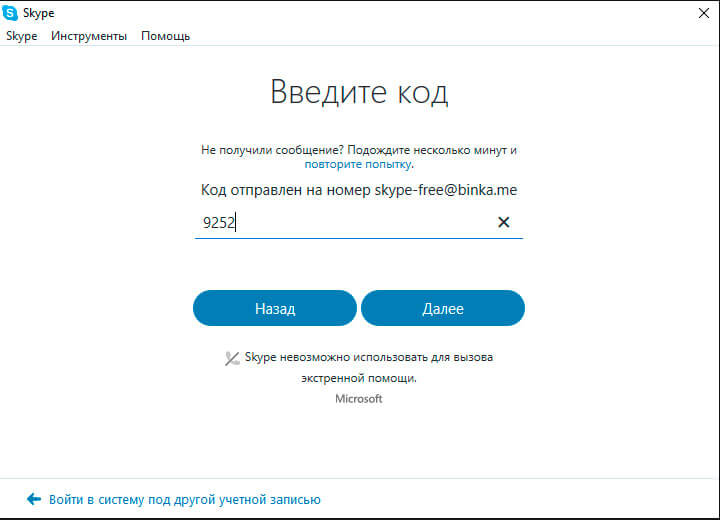 Skype
Skype Инструменты Помощь
Введите код
Не получили сообщение? Подождите несколько минут и
повторите попытку.
Код отправлен на номер skype-free@binka.me
9252
Назад Далее
Skype невозможно использовать для вызова
экстренной помощи.
Microsoft
Войти в систему под другой учетной записью